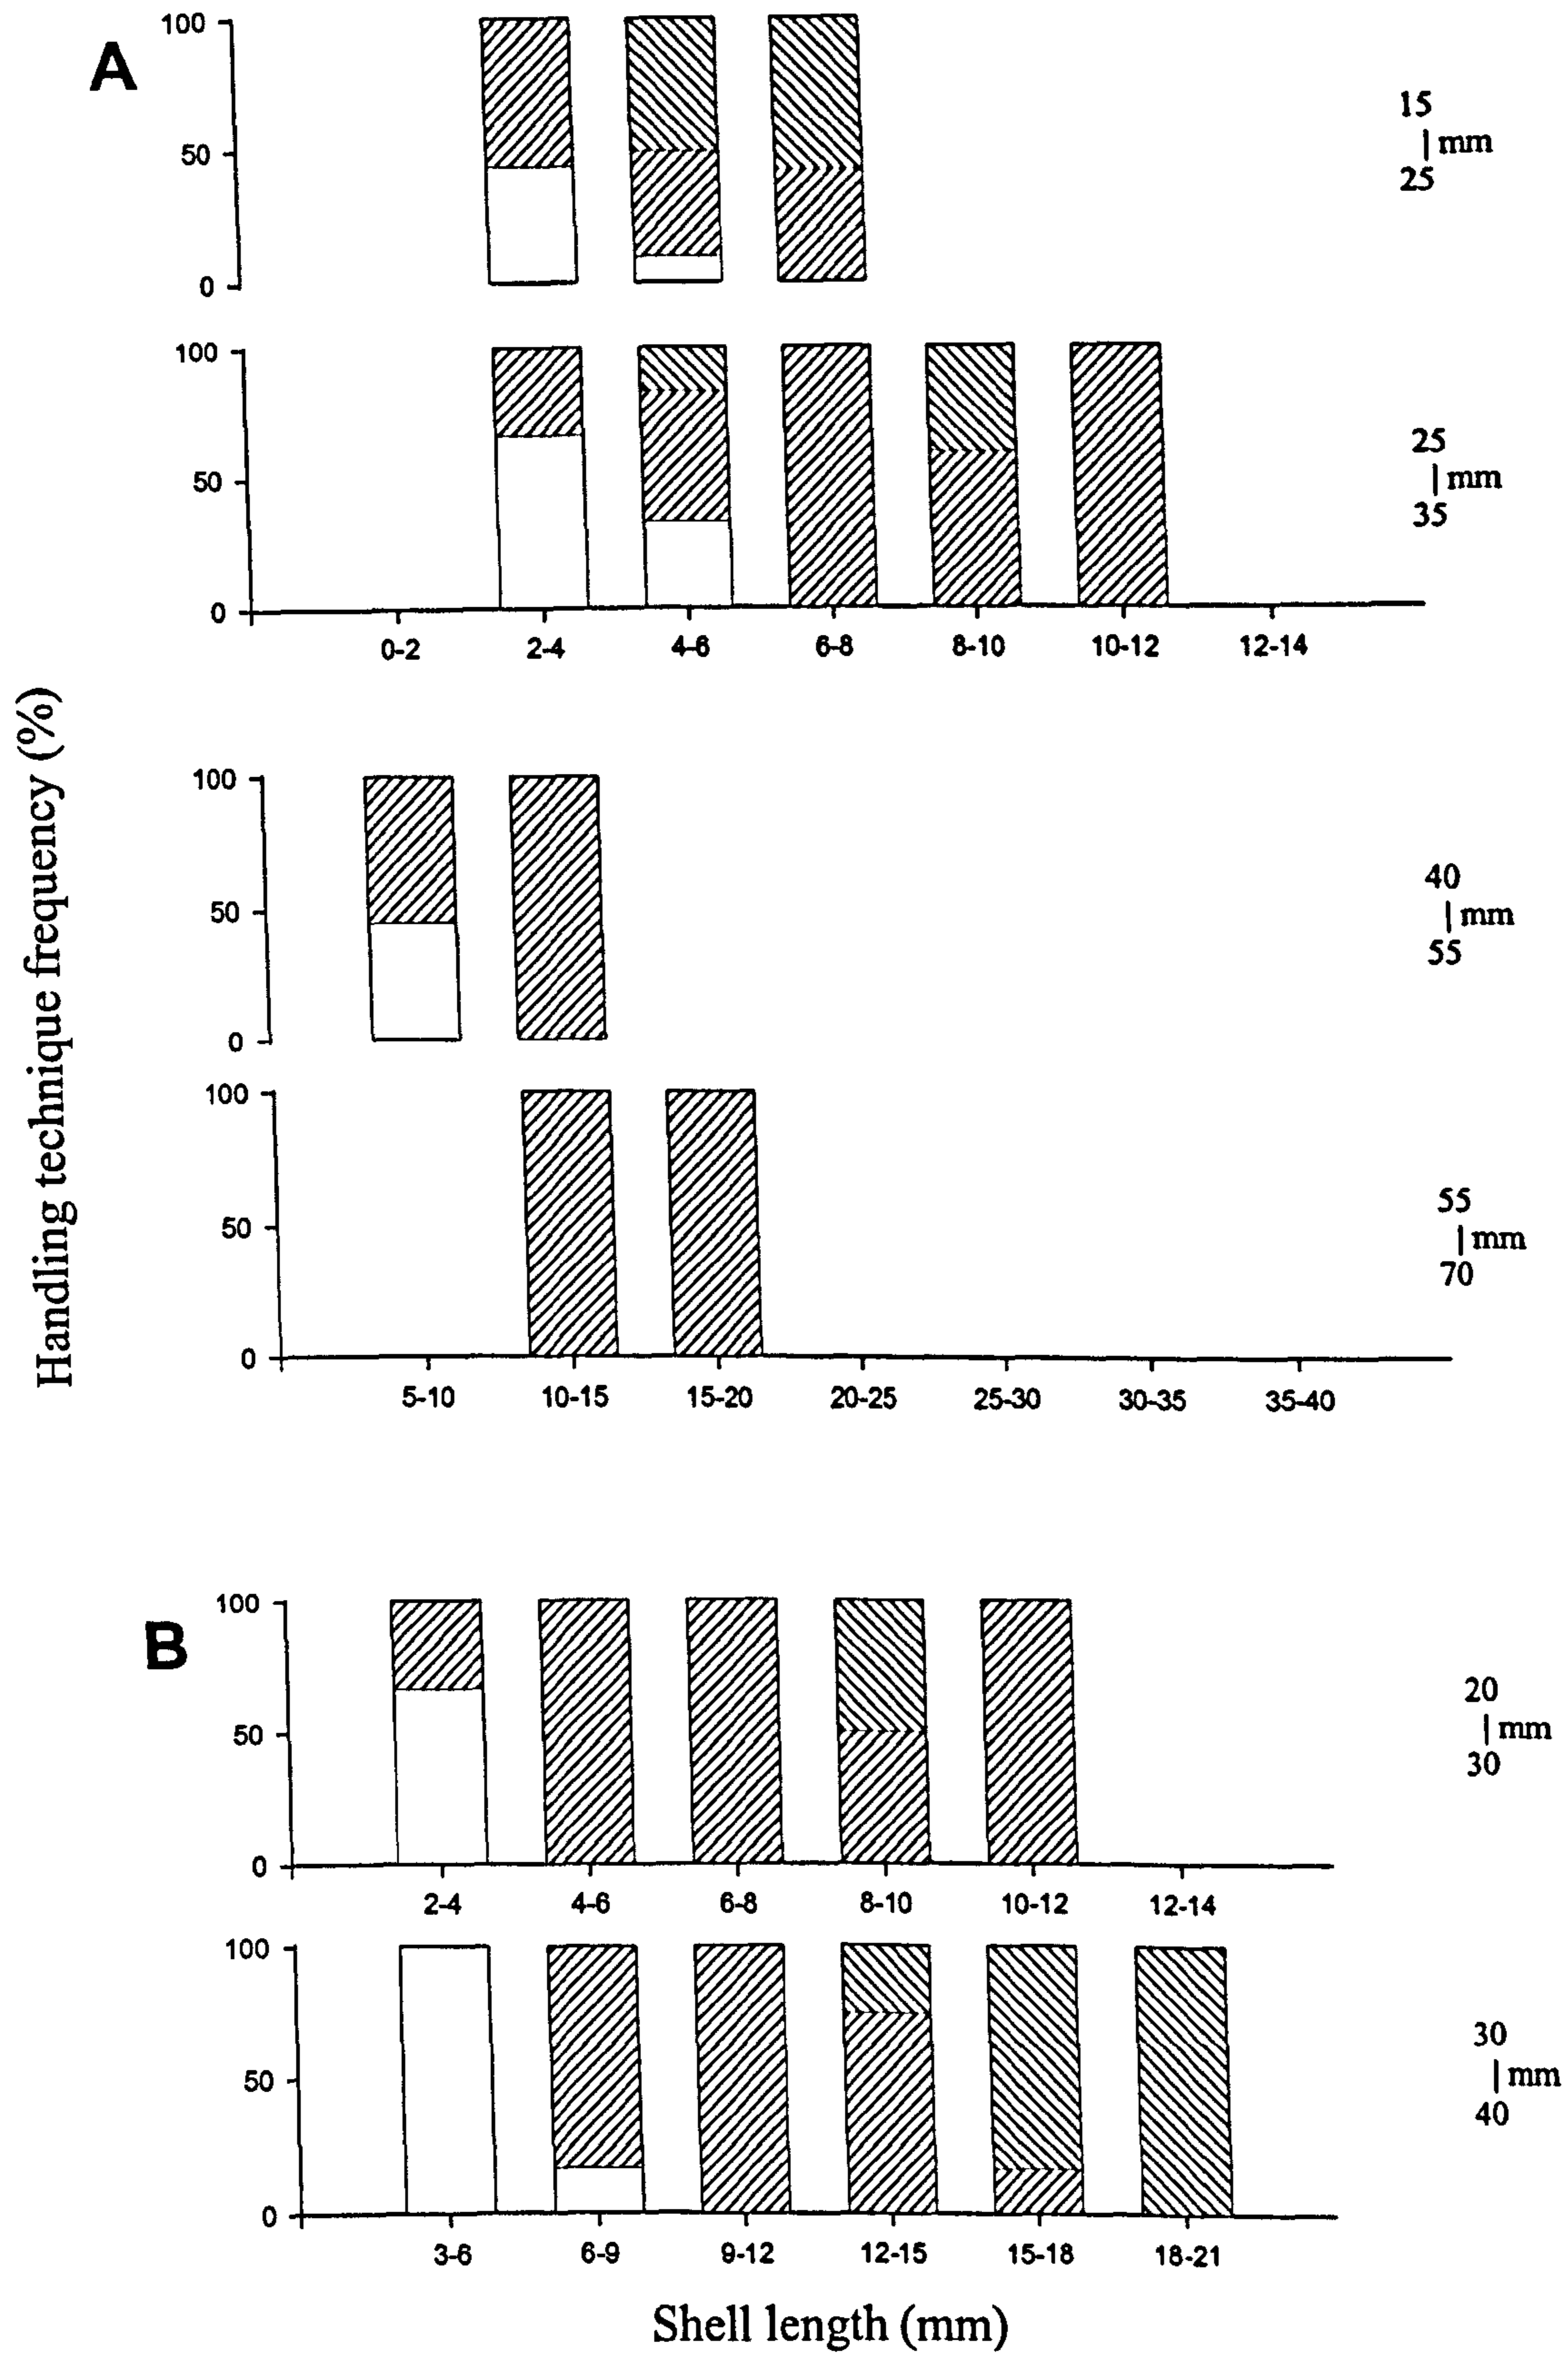 A
100
50
0
15
| mm
25
100
50
0
25
| mm
35
0-2 2-4 4-6 6-8 8-10 10-12 12-14
Handling technique frequency (%)
100
50
0
40
| mm
55
100
50
0
55
| mm
70
5-10 10-15 15-20 20-25 25-30 30-35 35-40
B
100
50
0
20
| mm
30
2-4 4-6 6-8 8-10 10-12 12-14
100
50
0
30
| mm
40
3-6 6-9 9-12 12-15 15-18 18-21
Shell length (mm)